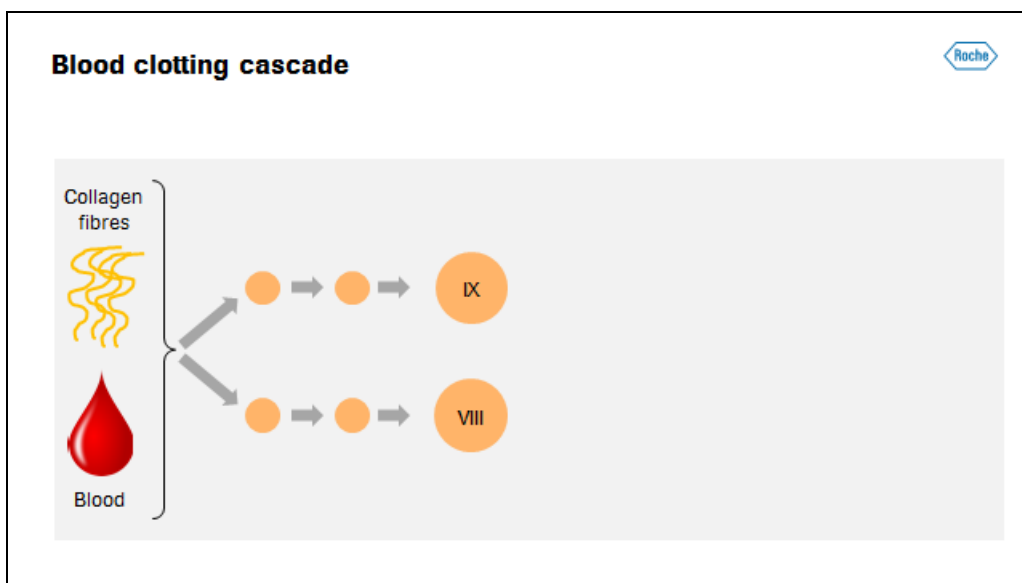 Blood clotting cascade
Roche
Collagen
fibres
IX
VIII
Blood